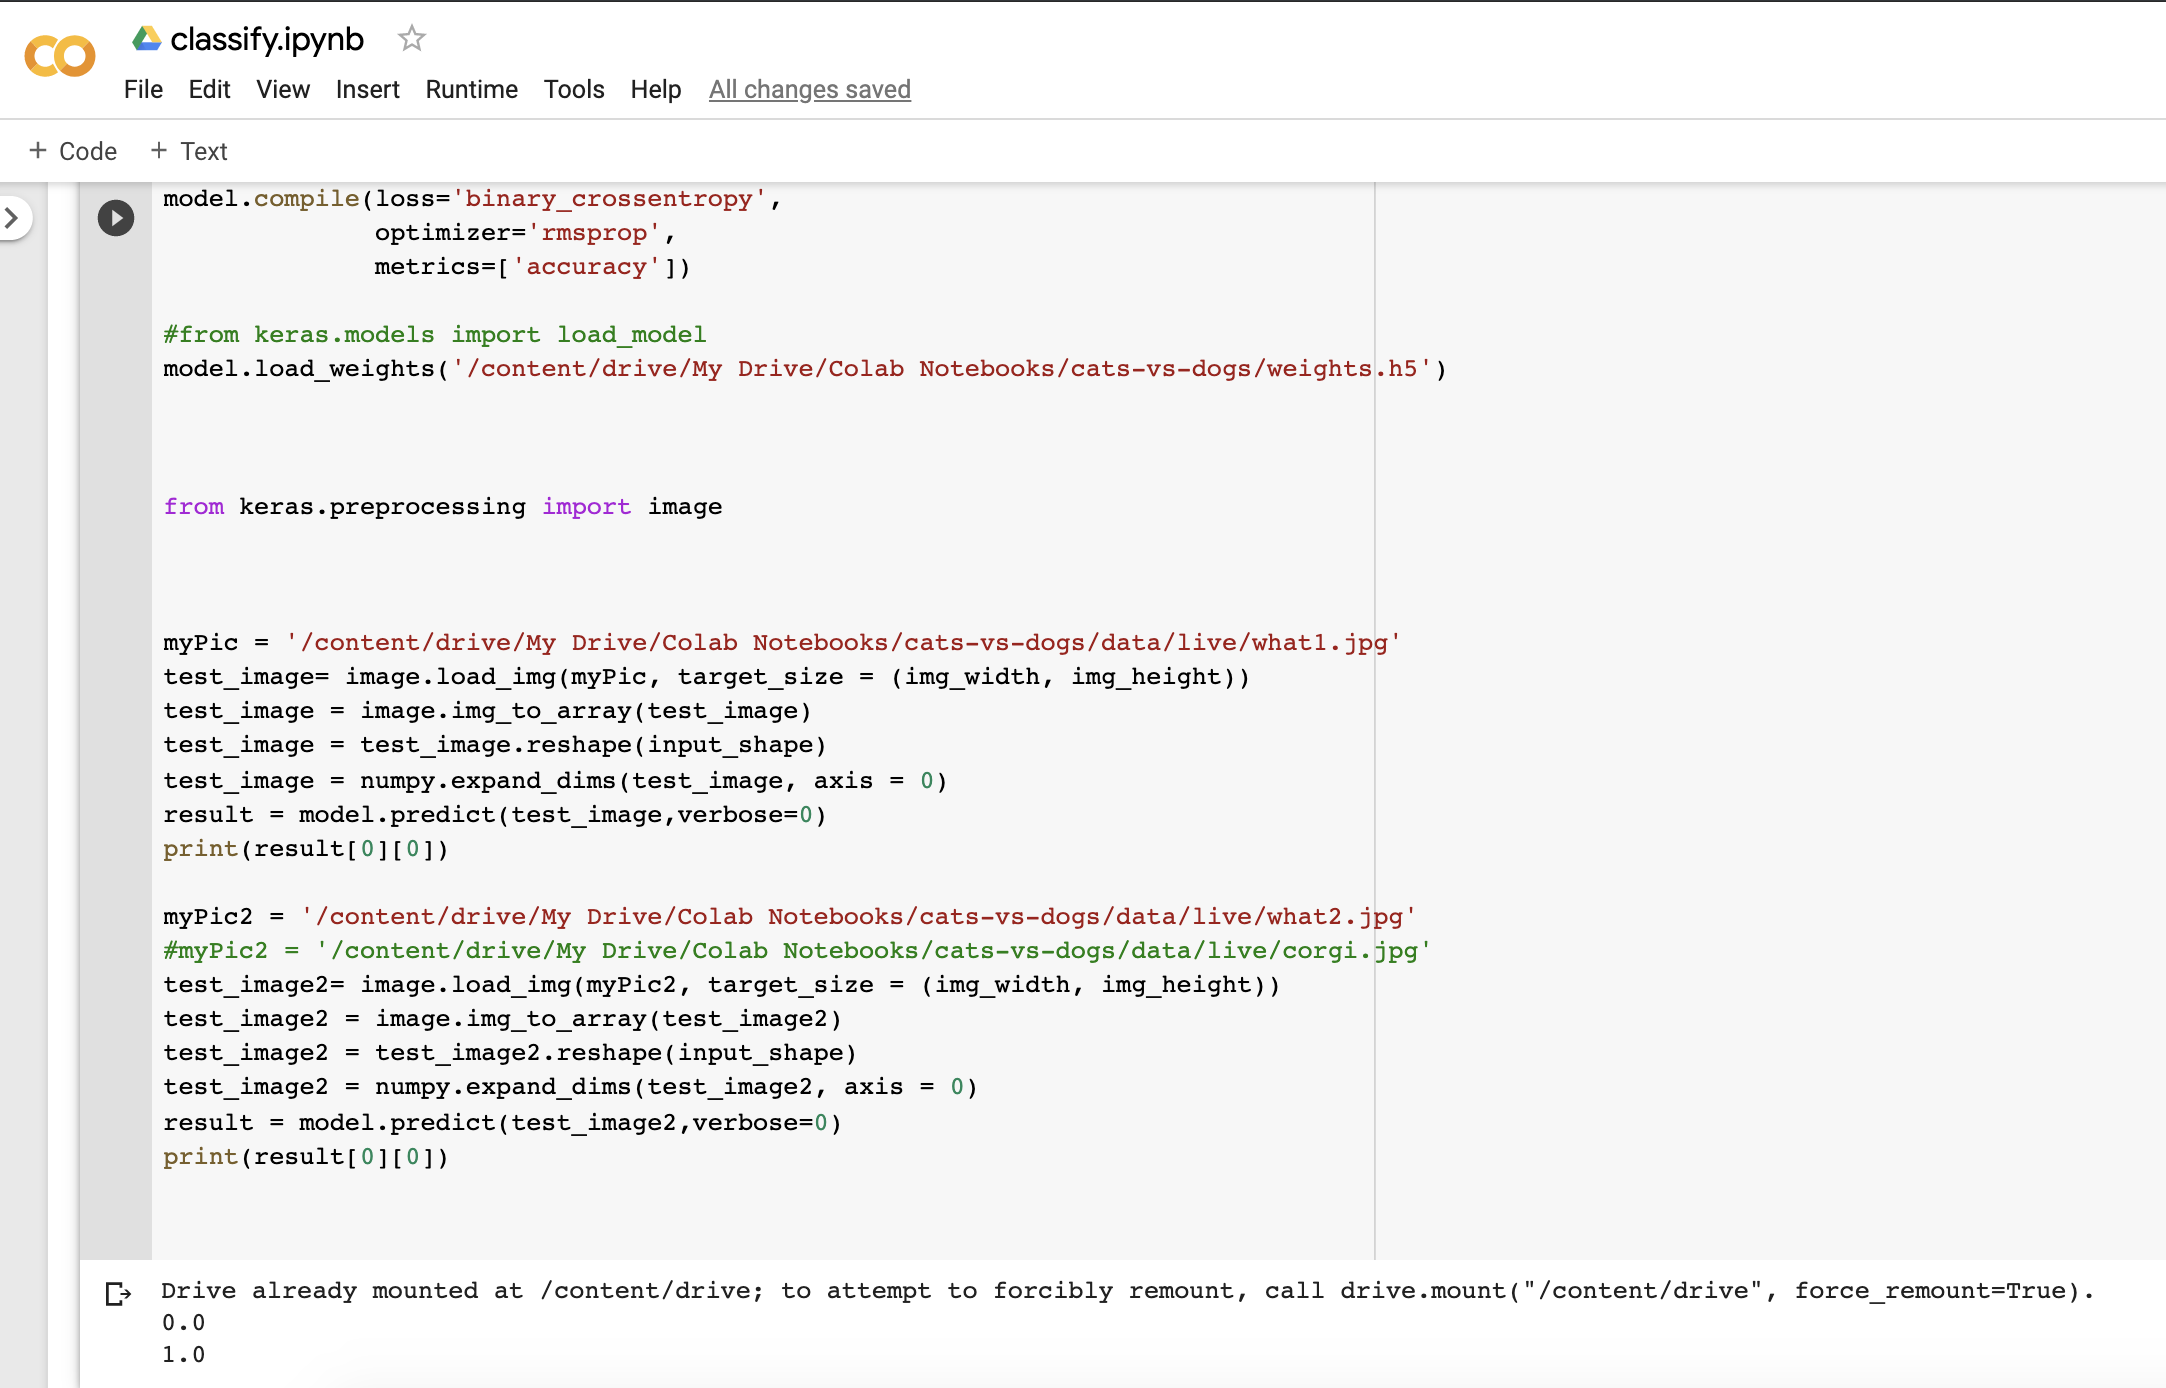 classify.ipynb
File Edit View Insert Runtime Tools Help All changes saved
+ Code + Text
model.compile(loss='binary_crossentropy',
              optimizer='rmsprop',
              metrics=['accuracy'])
#from keras.models import load_model
model.load_weights('/content/drive/My Drive/Colab Notebooks/cats-vs-dogs/weights.h5')
from keras.preprocessing import image
myPic = '/content/drive/My Drive/Colab Notebooks/cats-vs-dogs/data/live/what1.jpg'
test_image= image.load_img(myPic, target_size = (img_width, img_height))
test_image = image.img_to_array(test_image)
test_image = test_image.reshape(input_shape)
test_image = numpy.expand_dims(test_image, axis = 0)
result = model.predict(test_image,verbose=0)
print(result[0][0])
myPic2 = '/content/drive/My Drive/Colab Notebooks/cats-vs-dogs/data/live/what2.jpg'
#myPic2 = '/content/drive/My Drive/Colab Notebooks/cats-vs-dogs/data/live/corgi.jpg'
test_image2= image.load_img(myPic2, target_size = (img_width, img_height))
test_image2 = image.img_to_array(test_image2)
test_image2 = test_image2.reshape(input_shape)
test_image2 = numpy.expand_dims(test_image2, axis = 0)
result = model.predict(test_image2,verbose=0)
print(result[0][0])
Drive already mounted at /content/drive; to attempt to forcibly remount, call drive.mount("/content/drive", force_remount=True).
0.0
1.0